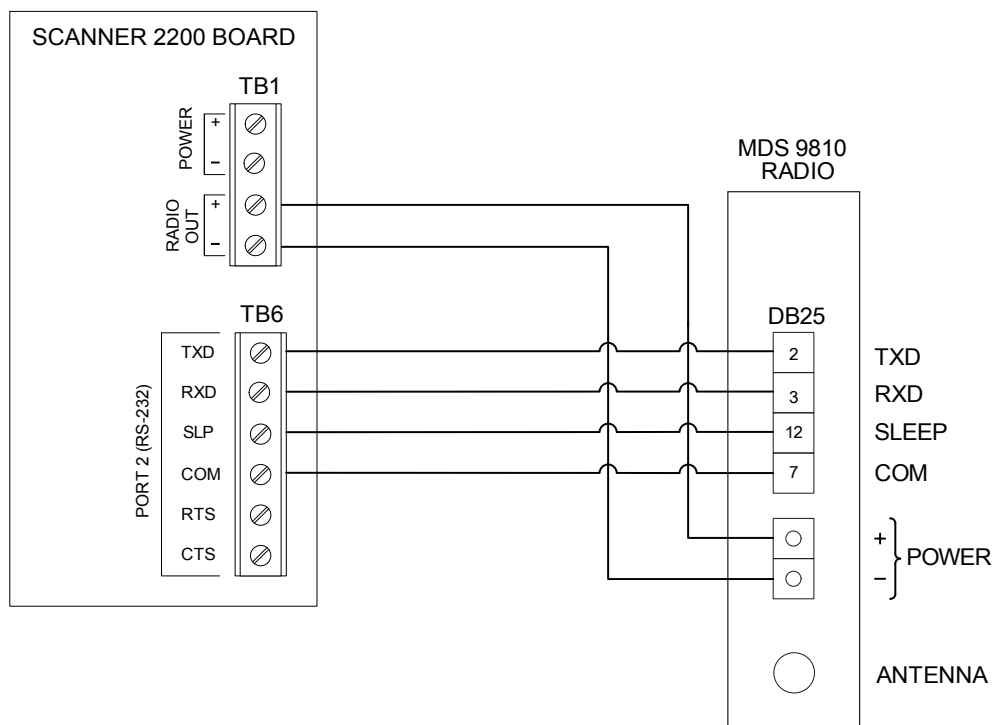 SCANNER 2200 BOARD
TB1
POWER
+
−
RADIO
OUT
+
−
TB6
PORT 2 (RS-232)
TXD
RXD
SLP
COM
RTS
CTS
MDS 9810
RADIO
DB25
2 TXD
3 RXD
12 SLEEP
7 COM
+
−
POWER
ANTENNA